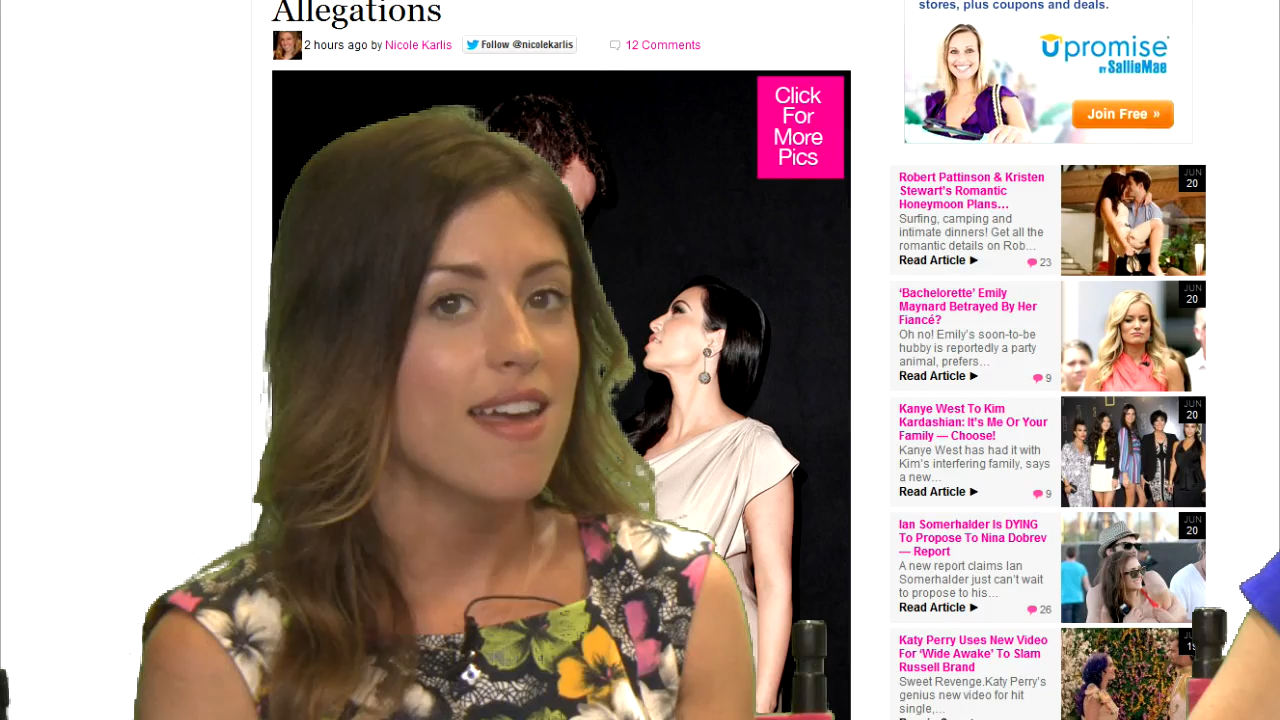 Allegations
2 hours ago by Nicole Karlis
Follow @nicolekarlis
12 Comments
Click
For
More
Pics
stores, plus coupons and deals.
Upromise
BY SallieMae
Join Free »
Robert Pattinson & Kristen
Stewart's Romantic
Honeymoon Plans…
Surfing, camping and
intimate dinners! Get all the
romantic details on Rob...
Read Article ▶
23
JUN
20
'Bachelorette' Emily
Maynard Betrayed By Her
Fiancé?
Oh no! Emily's soon-to-be
hubby is reportedly a party
animal, prefers…
Read Article ▶
9
JUN
20
Kanye West To Kim
Kardashian: It's Me Or Your
Family — Choose!
Kanye West has had it with
Kim's interfering family, says
a new…
Read Article ▶
9
JUN
20
Ian Somerhalder Is DYING
To Propose To Nina Dobrev
— Report
A new report claims Ian
Somerhalder just can't wait
to propose to his…
Read Article ▶
26
JUN
20
Katy Perry Uses New Video
For 'Wide Awake' To Slam
Russell Brand
Sweet Revenge.Katy Perry's
genius new video for hit
single,…